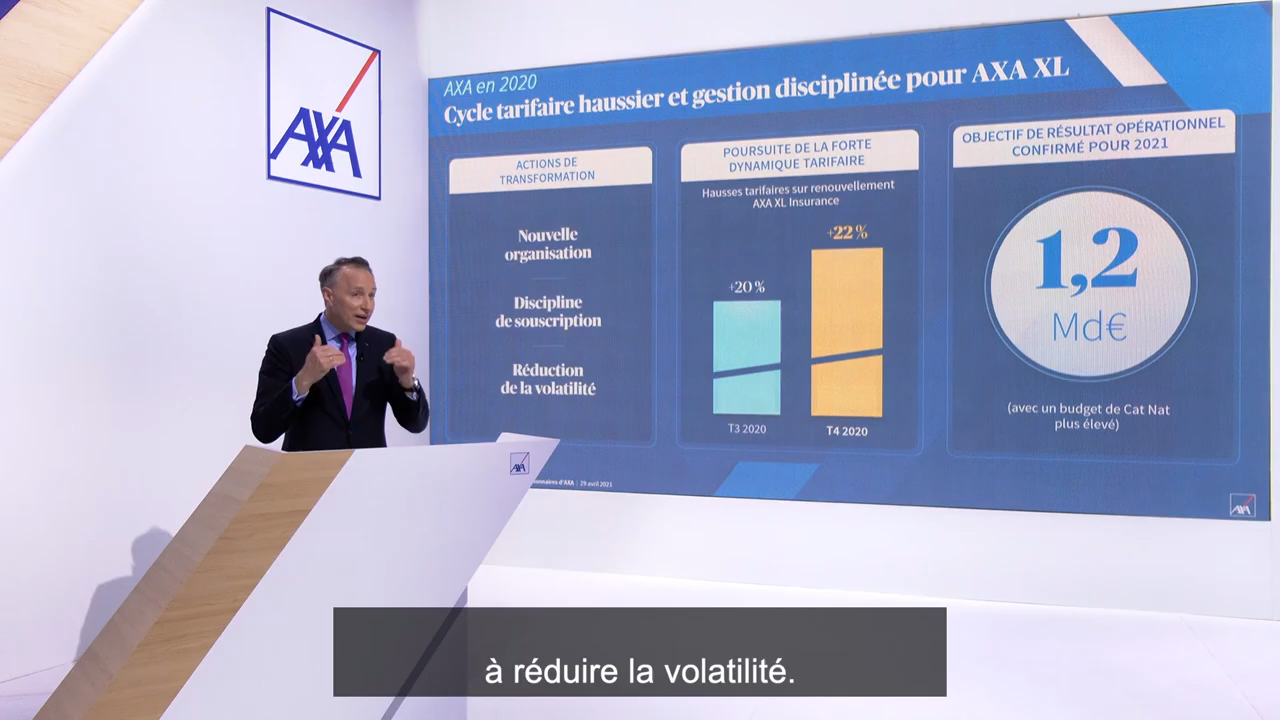 AXA
AXA en 2020
Cycle tarifaire haussier et gestion disciplinée pour AXA XL
ACTIONS DE
TRANSFORMATION
Nouvelle
organisation
Discipline
de souscription
Réduction
de la volatilité
POURSUITE DE LA FORTE
DYNAMIQUE TARIFAIRE
Hausses tarifaires sur renouvellement
AXA XL Insurance
+20 %
+22 %
T3 2020
T4 2020
OBJECTIF DE RÉSULTAT OPÉRATIONNEL
CONFIRMÉ POUR 2021
1,2
Md€
(avec un budget de Cat Nat
plus élevé)
AXA
d'AXA | 29 avril 2021
AXA
à réduire la volatilité.